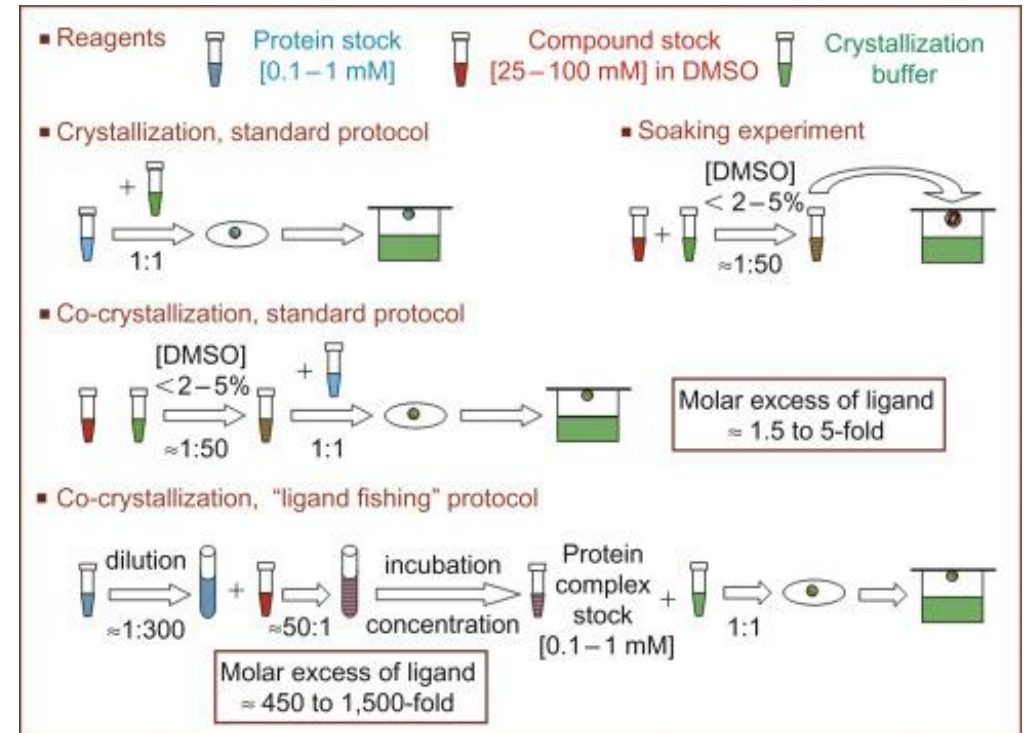 ▪ Reagents
Protein stock
[0.1–1 mM]
Compound stock
[25–100 mM] in DMSO
Crystallization
buffer
▪ Crystallization, standard protocol
+
1:1
▪ Soaking experiment
[DMSO]
< 2–5%
+
≈1:50
▪ Co-crystallization, standard protocol
[DMSO]
<2–5%
≈1:50
+
1:1
Molar excess of ligand
≈ 1.5 to 5-fold
▪ Co-crystallization, “ligand fishing” protocol
dilution
≈1:300
+
≈50:1
incubation
concentration
Protein
complex
stock
[0.1–1 mM]
+
1:1
Molar excess of ligand
≈ 450 to 1,500-fold